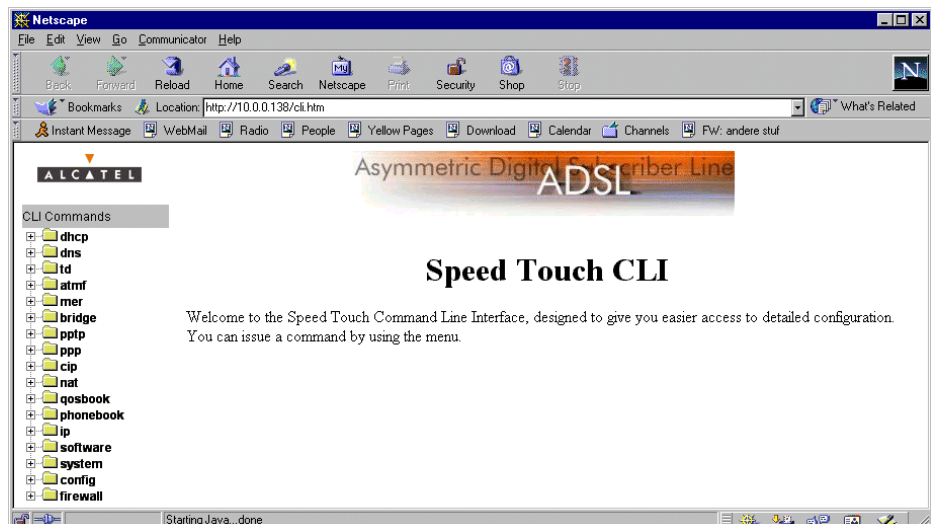 Netscape
File Edit View Go Communicator Help
Back Forward Reload Home Search Netscape Print Security Shop Stop
Bookmarks Location: http://10.0.0.138/cli.htm What's Related
Instant Message WebMail Radio People Yellow Pages Download Calendar Channels FW: andere stuf
ALCATEL
Asymmetric Digital Subscriber Line
ADSL
CLI Commands
dhcp
dns
td
atmf
mer
bridge
pptp
ppp
cip
nat
qosbook
phonebook
ip
software
system
config
firewall
Speed Touch CLI
Welcome to the Speed Touch Command Line Interface, designed to give you easier access to detailed configuration.
You can issue a command by using the menu.
Starting Java...done